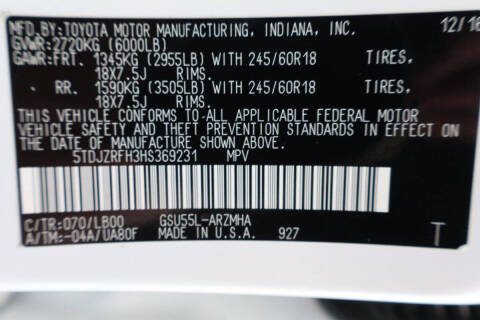 MFD.BY:TOYOTA MOTOR MANUFACTURING, INDIANA, INC. 12/16
GVWR:2720KG (6000LB)
GAWR:FRT. 1345KG (2955LB) WITH 245/60R18 TIRES,
18X7.5J RIMS.
RR. 1590KG (3505LB) WITH 245/60R18 TIRES,
18X7.5J RIMS.
THIS VEHICLE CONFORMS TO ALL APPLICABLE FEDERAL MOTOR
VEHICLE SAFETY AND THEFT PREVENTION STANDARDS IN EFFECT ON
THE DATE OF MANUFACTURE SHOWN ABOVE.
5TDJZRFH3HS369231 MPV
C/TR:070/LB00 GSU55L-ARZMHA
A/TM:-04A/UA80F MADE IN U.S.A. 927 T